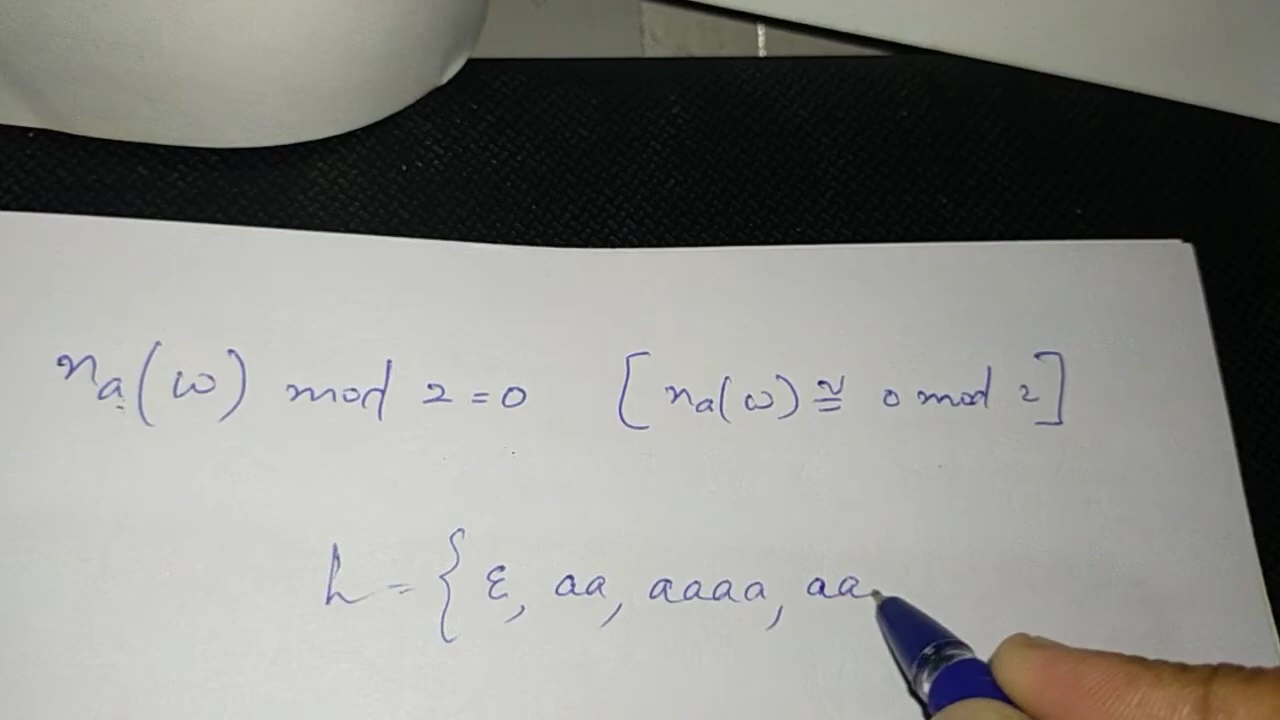 na(w) mod 2 = 0 [na(w) ≅ 0 mod 2]
L = { ε, aa, aaaa, aa